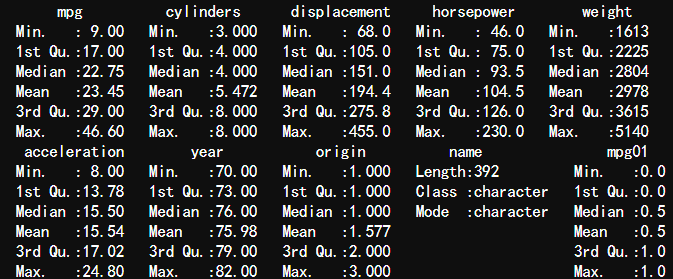 mpg cylinders displacement horsepower weight
Min. : 9.00 Min. :3.000 Min. : 68.0 Min. : 46.0 Min. :1613
1st Qu.:17.00 1st Qu.:4.000 1st Qu.:105.0 1st Qu.: 75.0 1st Qu.:2225
Median :22.75 Median :4.000 Median :151.0 Median : 93.5 Median :2804
Mean :23.45 Mean :5.472 Mean :194.4 Mean :104.5 Mean :2978
3rd Qu.:29.00 3rd Qu.:8.000 3rd Qu.:275.8 3rd Qu.:126.0 3rd Qu.:3615
Max. :46.60 Max. :8.000 Max. :455.0 Max. :230.0 Max. :5140
acceleration year origin name mpg01
Min. : 8.00 Min. :70.00 Min. :1.000 Length:392 Min. :0.0
1st Qu.:13.78 1st Qu.:73.00 1st Qu.:1.000 Class :character 1st Qu.:0.0
Median :15.50 Median :76.00 Median :1.000 Mode :character Median :0.5
Mean :15.54 Mean :75.98 Mean :1.577 Mean :0.5
3rd Qu.:17.02 3rd Qu.:79.00 3rd Qu.:2.000 3rd Qu.:1.0
Max. :24.80 Max. :82.00 Max. :3.000 Max. :1.0